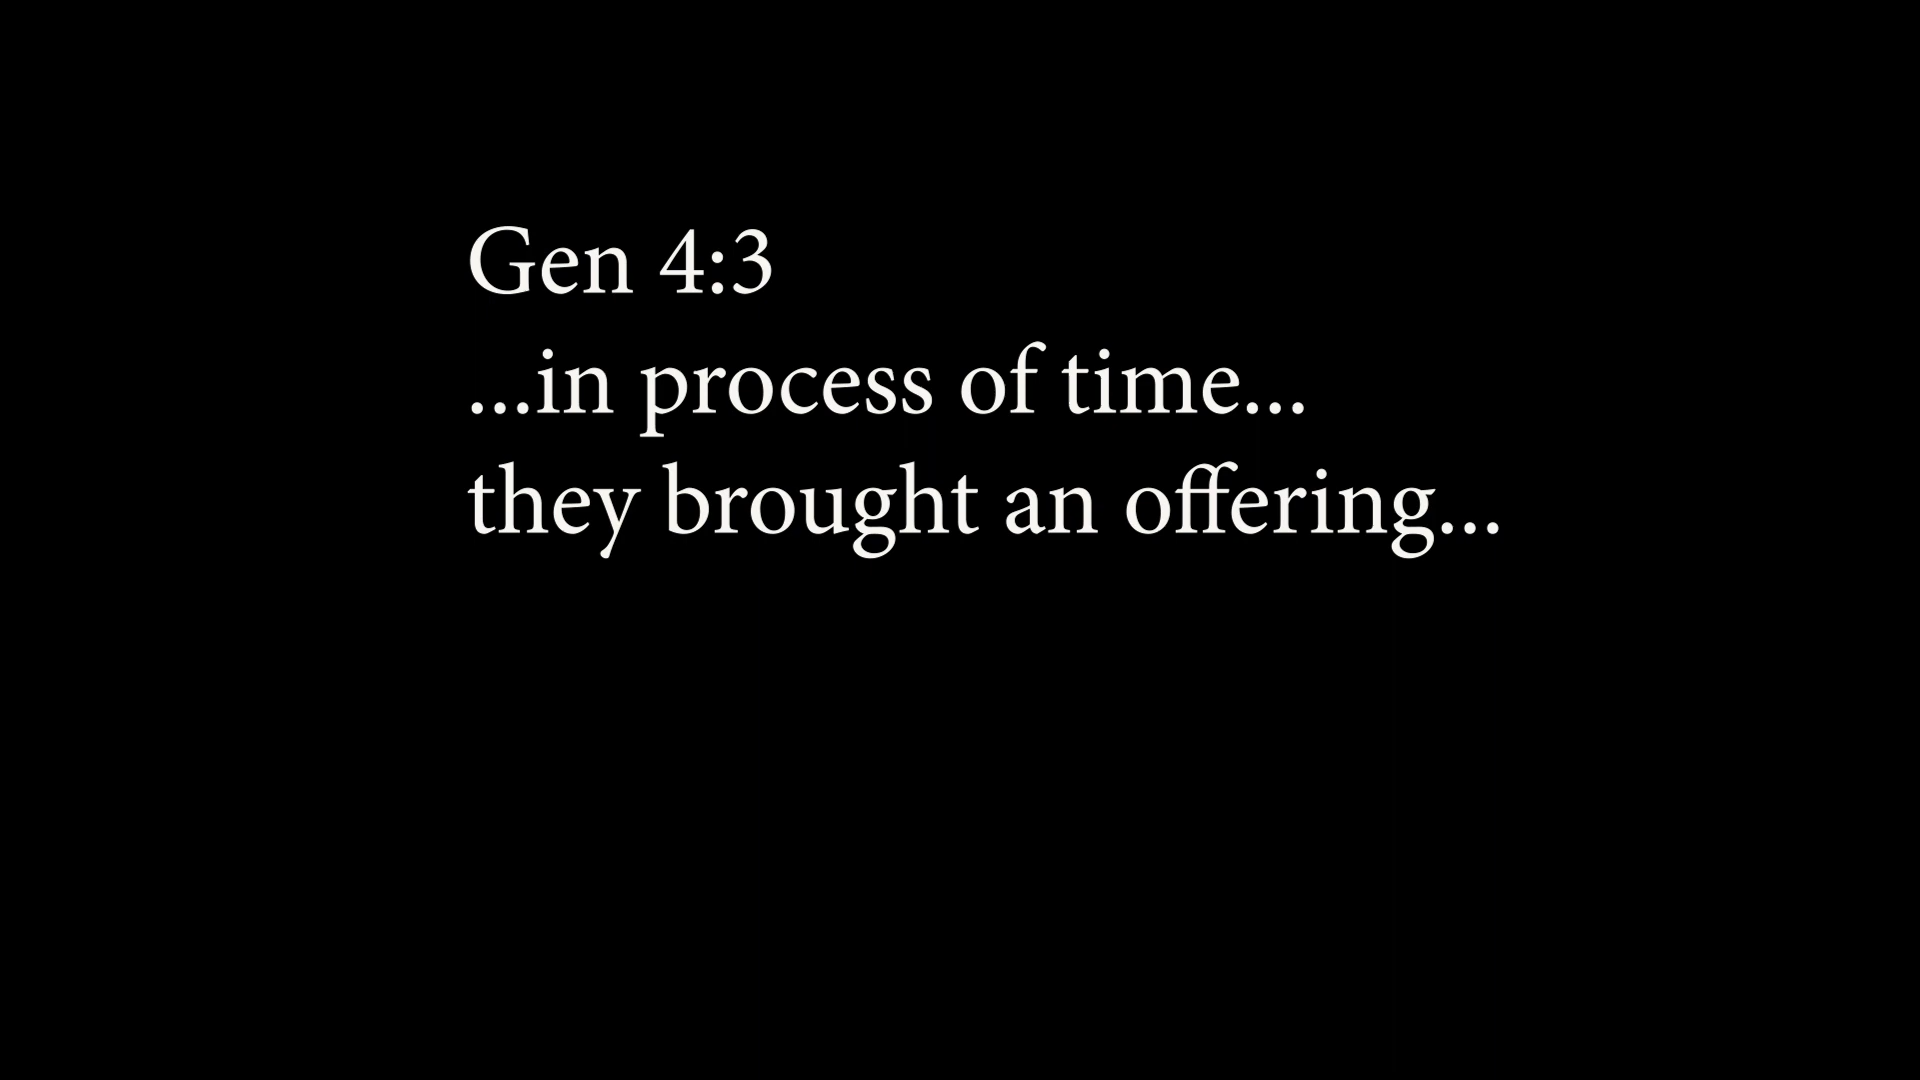 Gen 4:3
...in process of time...
they brought an offering...